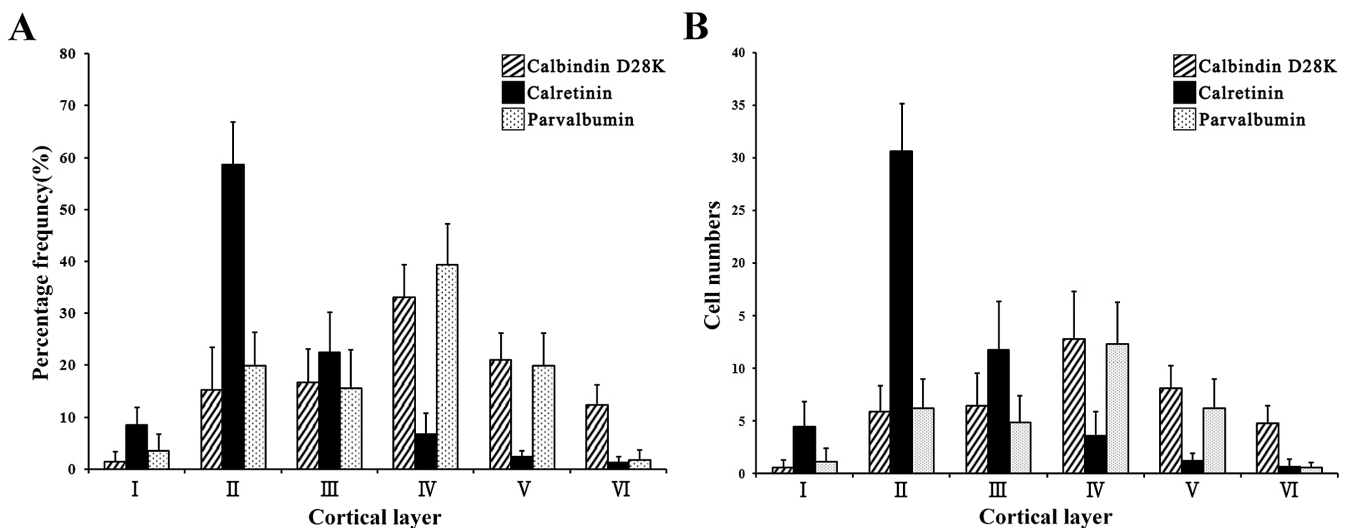 A
80
70
60
50
40
30
20
10
0
Percentage frequncy(%)
Calbindin D28K
Calretinin
Parvalbumin
Ⅰ Ⅱ Ⅲ Ⅳ Ⅴ Ⅵ
Cortical layer
B
40
35
30
25
20
5
10
5
0
Cell numbers
Calbindin D28K
Calretinin
Parvalbumin
Ⅰ Ⅱ Ⅲ Ⅳ Ⅴ Ⅵ
Cortical layer